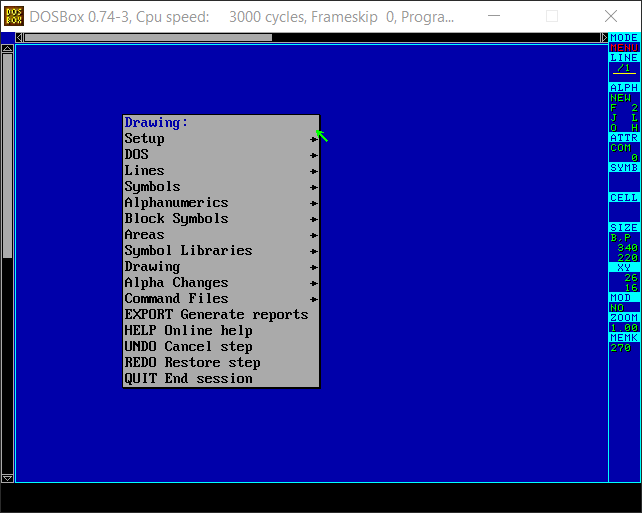 DOSBox 0.74-3, Cpu speed: 3000 cycles, Frameskip 0, Progra...
Drawing:
Setup
DOS
Lines
Symbols
Alphanumerics
Block Symbols
Areas
Symbol Libraries
Drawing
Alpha Changes
Command Files
EXPORT Generate reports
HELP Online help
UNDO Cancel step
REDO Restore step
QUIT End session
MODE
MENU
LINE
/1
ALPH
NEW
F 2
J L
O H
ATTR
COM
0
SYMB
CELL
SIZE
B,P
340
220
XY
26
16
MOD
NO
ZOOM
1.00
MEMK
270